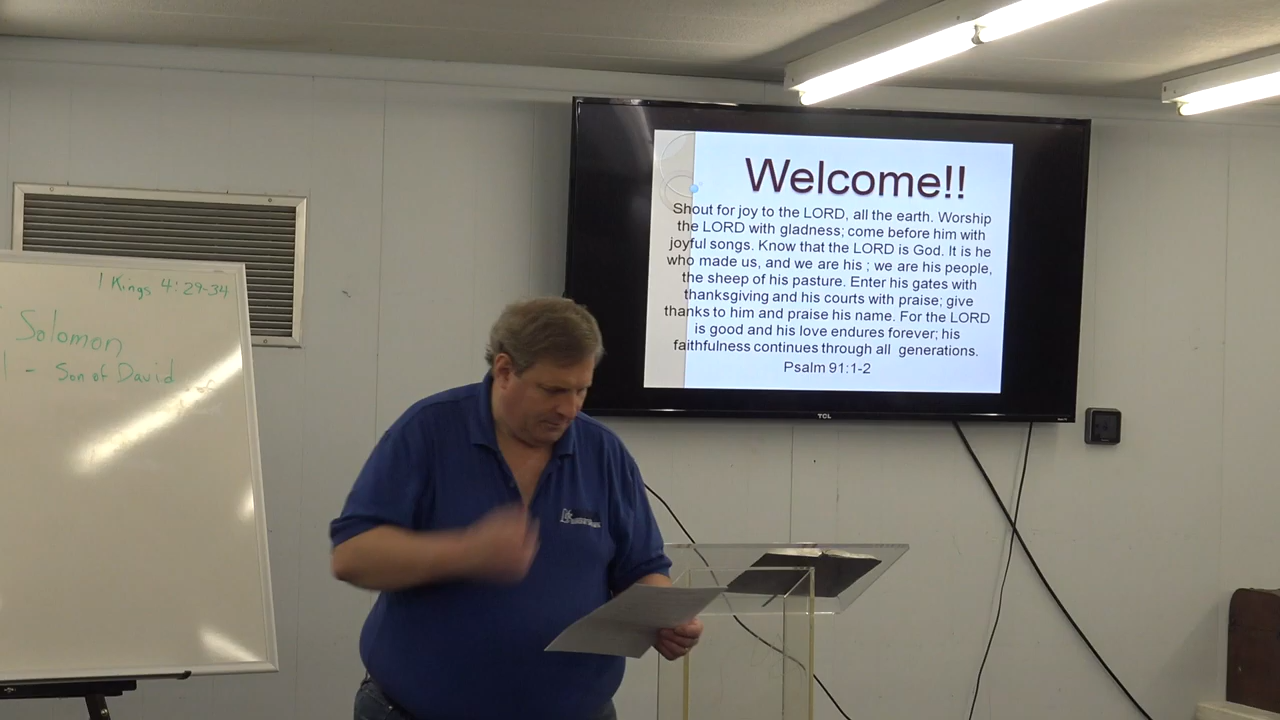 1 Kings 4:29-34
Solomon
1 - Son of David
Welcome!!
Shout for joy to the LORD, all the earth. Worship
the LORD with gladness; come before him with
joyful songs. Know that the LORD is God. It is he
who made us, and we are his ; we are his people,
the sheep of his pasture. Enter his gates with
thanksgiving and his courts with praise; give
thanks to him and praise his name. For the LORD
is good and his love endures forever; his
faithfulness continues through all generations.
Psalm 91:1-2
TCL